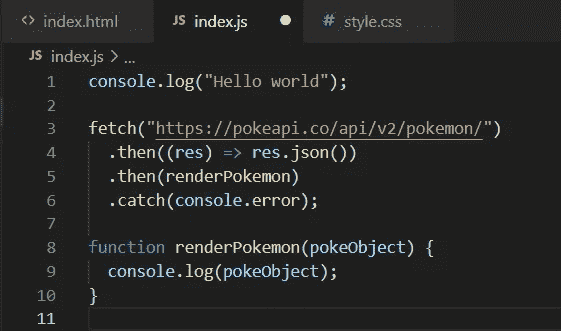 <> index.html JS index.js ● # style.css
JS index.js > ...
1 console.log("Hello world");
2
3 fetch("https://pokeapi.co/api/v2/pokemon/")
4 .then((res) => res.json())
5 .then(renderPokemon)
6 .catch(console.error);
7
8 function renderPokemon(pokeObject) {
9 console.log(pokeObject);
10 }
11